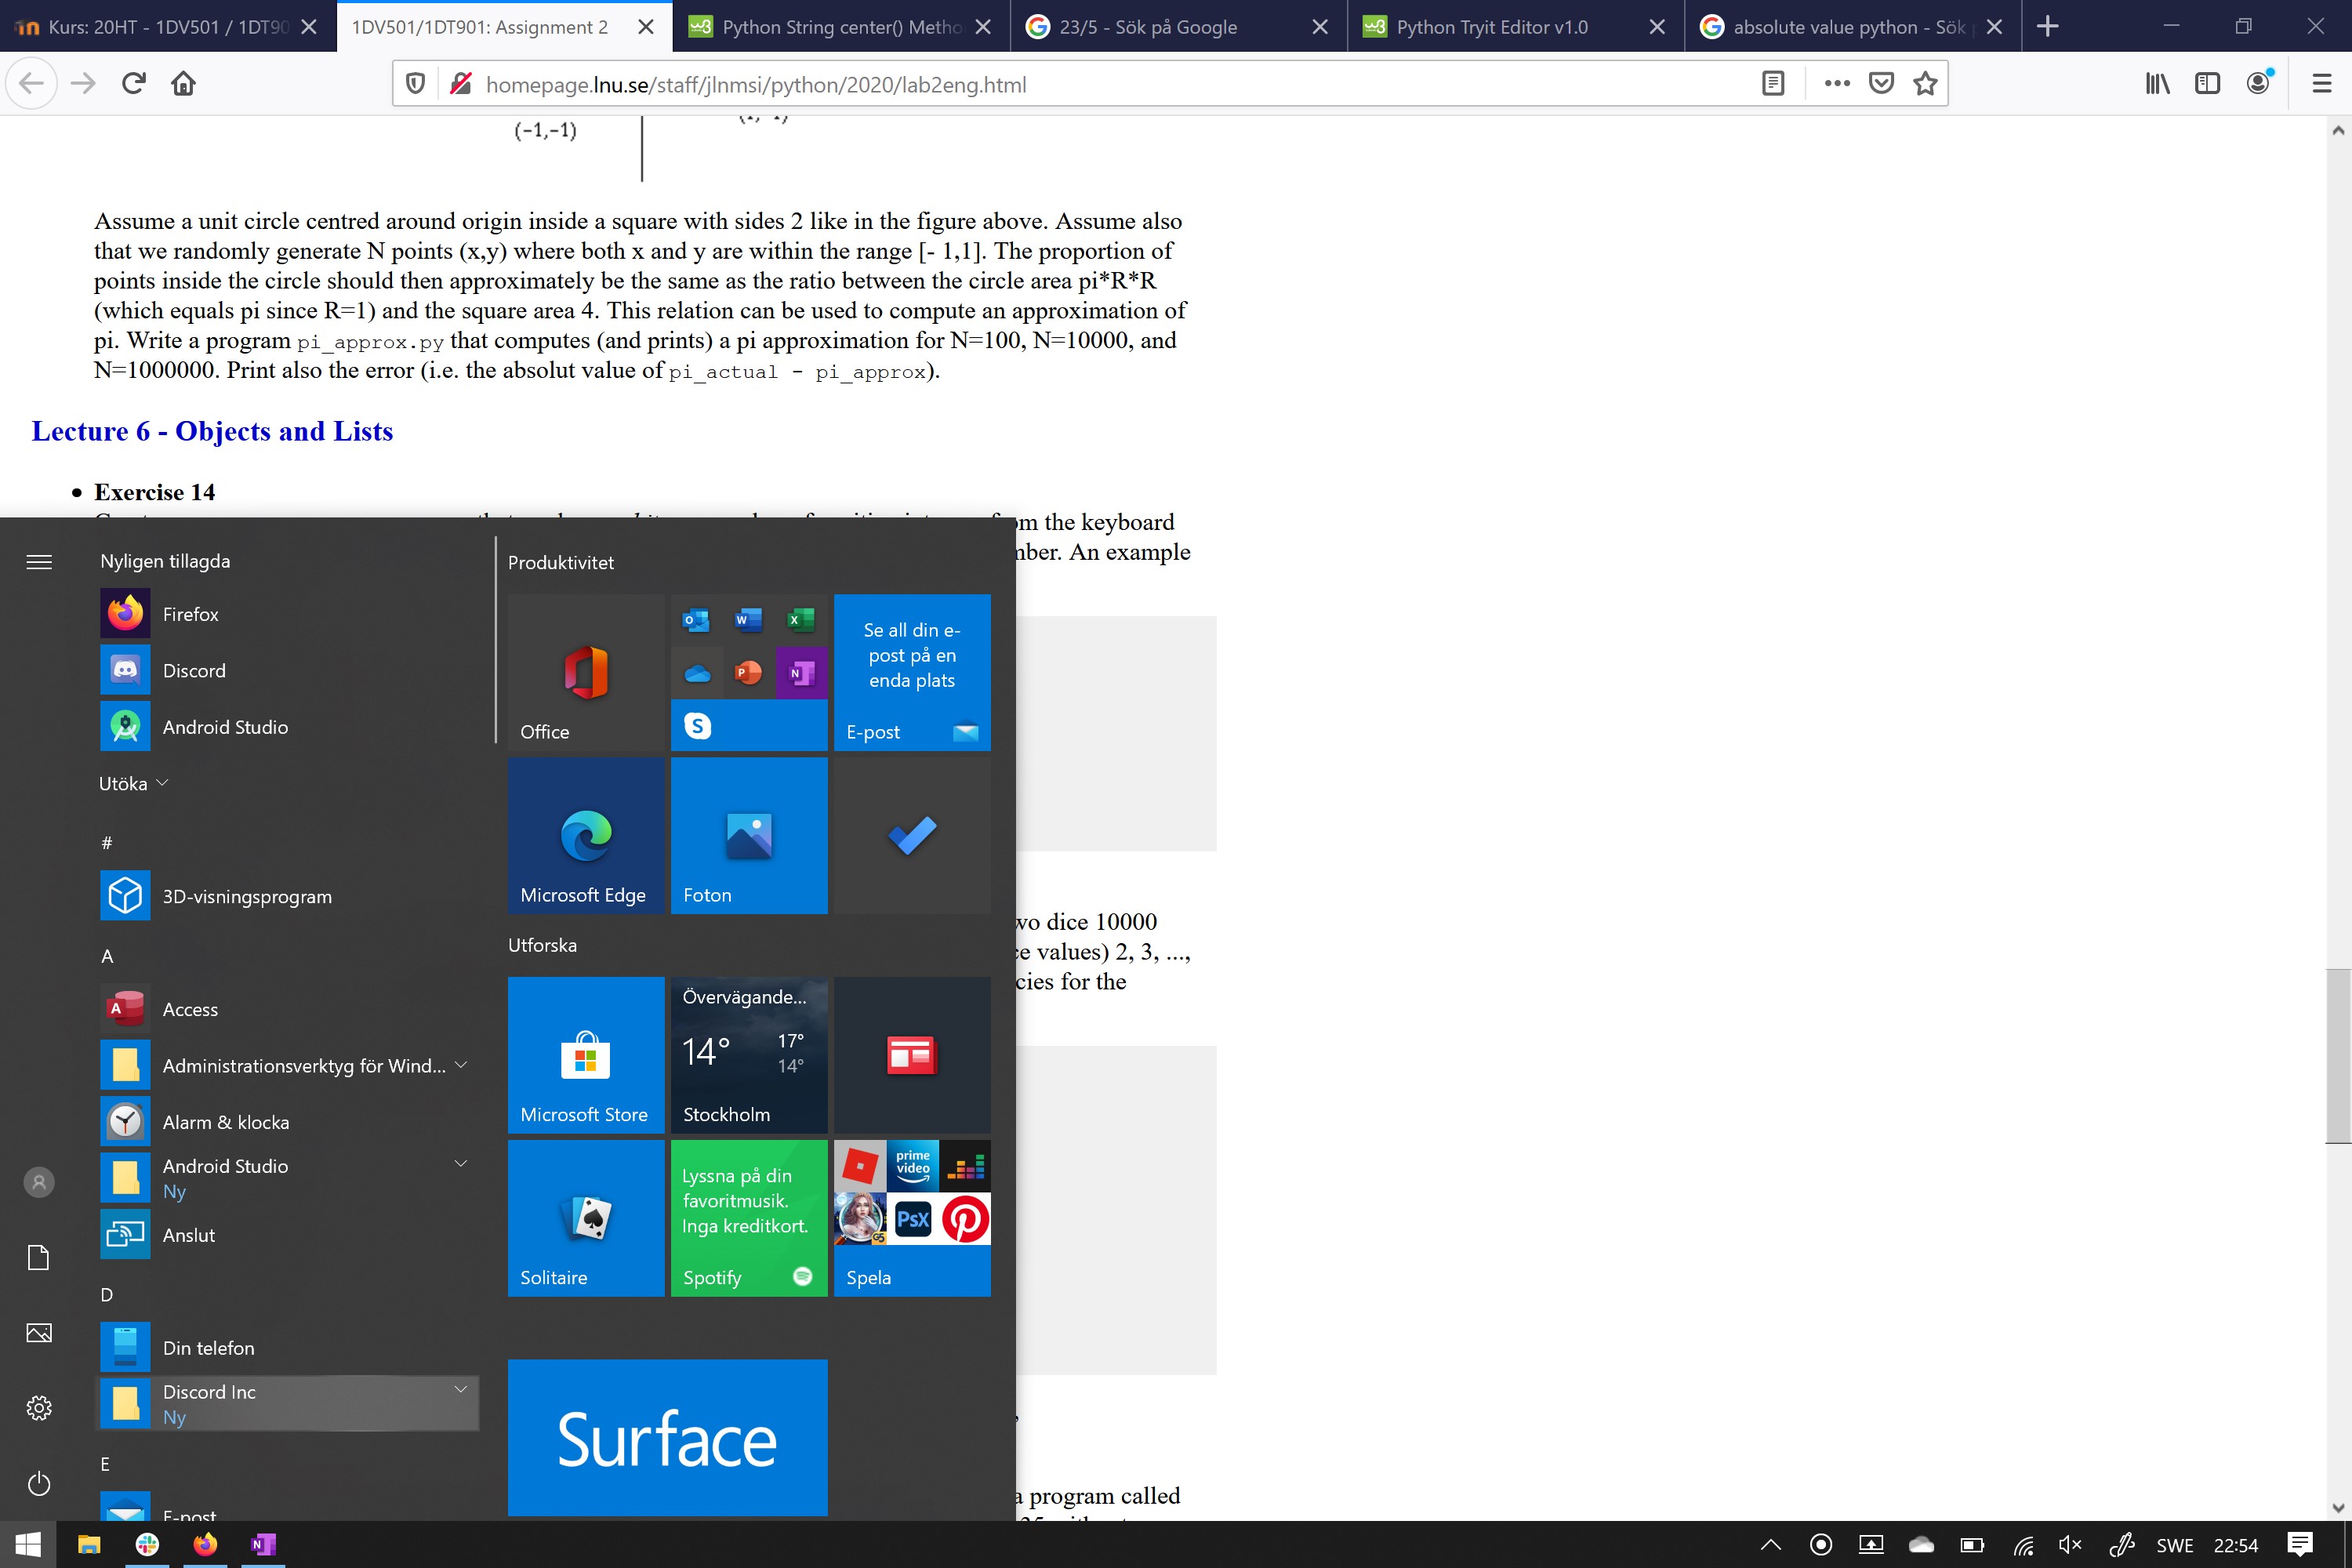 Kurs: 20HT - 1DV501 / 1DT90
1DV501/1DT901: Assignment 2
Python String center() Metho
23/5 - Sök på Google
Python Tryit Editor v1.0
absolute value python - Sök
homepage.lnu.se/staff/jlnmsi/python/2020/lab2eng.html
(-1,-1)
Assume a unit circle centred around origin inside a square with sides 2 like in the figure above. Assume also
that we randomly generate N points (x,y) where both x and y are within the range [- 1,1]. The proportion of
points inside the circle should then approximately be the same as the ratio between the circle area pi*R*R
(which equals pi since R=1) and the square area 4. This relation can be used to compute an approximation of
pi. Write a program pi_approx.py that computes (and prints) a pi approximation for N=100, N=10000, and
N=1000000. Print also the error (i.e. the absolut value of pi_actual - pi_approx).
Lecture 6 - Objects and Lists
• Exercise 14
om the keyboard
nber. An example
wo dice 10000
ce values) 2, 3, ...,
cies for the
a program called
Nyligen tillagda
Firefox
Discord
Android Studio
Utöka
#
3D-visningsprogram
A
Access
Administrationsverktyg för Wind...
Alarm & klocka
Android Studio
Ny
Anslut
D
Din telefon
Discord Inc
Ny
E
E-post
Produktivitet
Office
Se all din e-
post på en
enda plats
E-post
Microsoft Edge
Foton
Utforska
Microsoft Store
Övervägande...
14°
17°
14°
Stockholm
Solitaire
Lyssna på din
favoritmusik.
Inga kreditkort.
Spotify
prime
video
PsX
G5
Spela
Surface
SWE
22:54